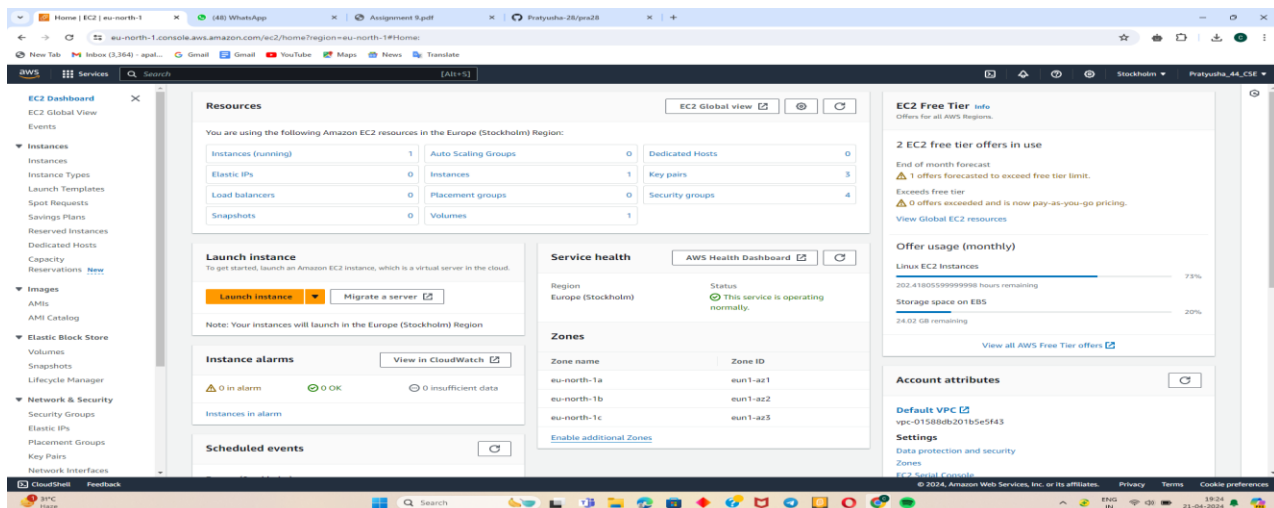 Home | EC2 | eu-north-1
(48) WhatsApp
Assignment 9.pdf
Pratyusha-28/pra28
eu-north-1.console.aws.amazon.com/ec2/home?region=eu-north-1#Home:
New Tab
Inbox (3,364) - apal...
Gmail
Gmail
YouTube
Maps
News
Translate
aws
Services
Search
[Alt+S]
Stockholm
Pratyusha_44_CSE
EC2 Dashboard
EC2 Global View
Events
Instances
Instances
Instance Types
Launch Templates
Spot Requests
Savings Plans
Reserved Instances
Dedicated Hosts
Capacity
Reservations New
Images
AMIs
AMI Catalog
Elastic Block Store
Volumes
Snapshots
Lifecycle Manager
Network & Security
Security Groups
Elastic IPs
Placement Groups
Key Pairs
Network Interfaces
Resources
EC2 Global view
You are using the following Amazon EC2 resources in the Europe (Stockholm) Region:
Instances (running) 1
Auto Scaling Groups 0
Dedicated Hosts 0
Elastic IPs 0
Instances 1
Key pairs 3
Load balancers 0
Placement groups 0
Security groups 4
Snapshots 0
Volumes 1
Launch instance
To get started, launch an Amazon EC2 instance, which is a virtual server in the cloud.
Launch instance
Migrate a server
Note: Your instances will launch in the Europe (Stockholm) Region
Instance alarms
View in CloudWatch
0 in alarm
0 OK
0 insufficient data
Instances in alarm
Scheduled events
Service health
AWS Health Dashboard
Region
Europe (Stockholm)
Status
This service is operating
normally.
Zones
Zone name Zone ID
eu-north-1a eun1-az1
eu-north-1b eun1-az2
eu-north-1c eun1-az3
Enable additional Zones
EC2 Free Tier Info
Offers for all AWS Regions.
2 EC2 free tier offers in use
End of month forecast
1 offers forecasted to exceed free tier limit.
Exceeds free tier
0 offers exceeded and is now pay-as-you-go pricing.
View Global EC2 resources
Offer usage (monthly)
Linux EC2 Instances
73%
202.41805599999998 hours remaining
Storage space on EBS
20%
24.02 GB remaining
View all AWS Free Tier offers
Account attributes
Default VPC
vpc-01588db201b5e5f43
Settings
Data protection and security
Zones
EC2 Serial Console
CloudShell
Feedback
© 2024, Amazon Web Services, Inc. or its affiliates.
Privacy
Terms
Cookie preferences
31°C
Haze
Search
ENG
IN
19:24
21-04-2024